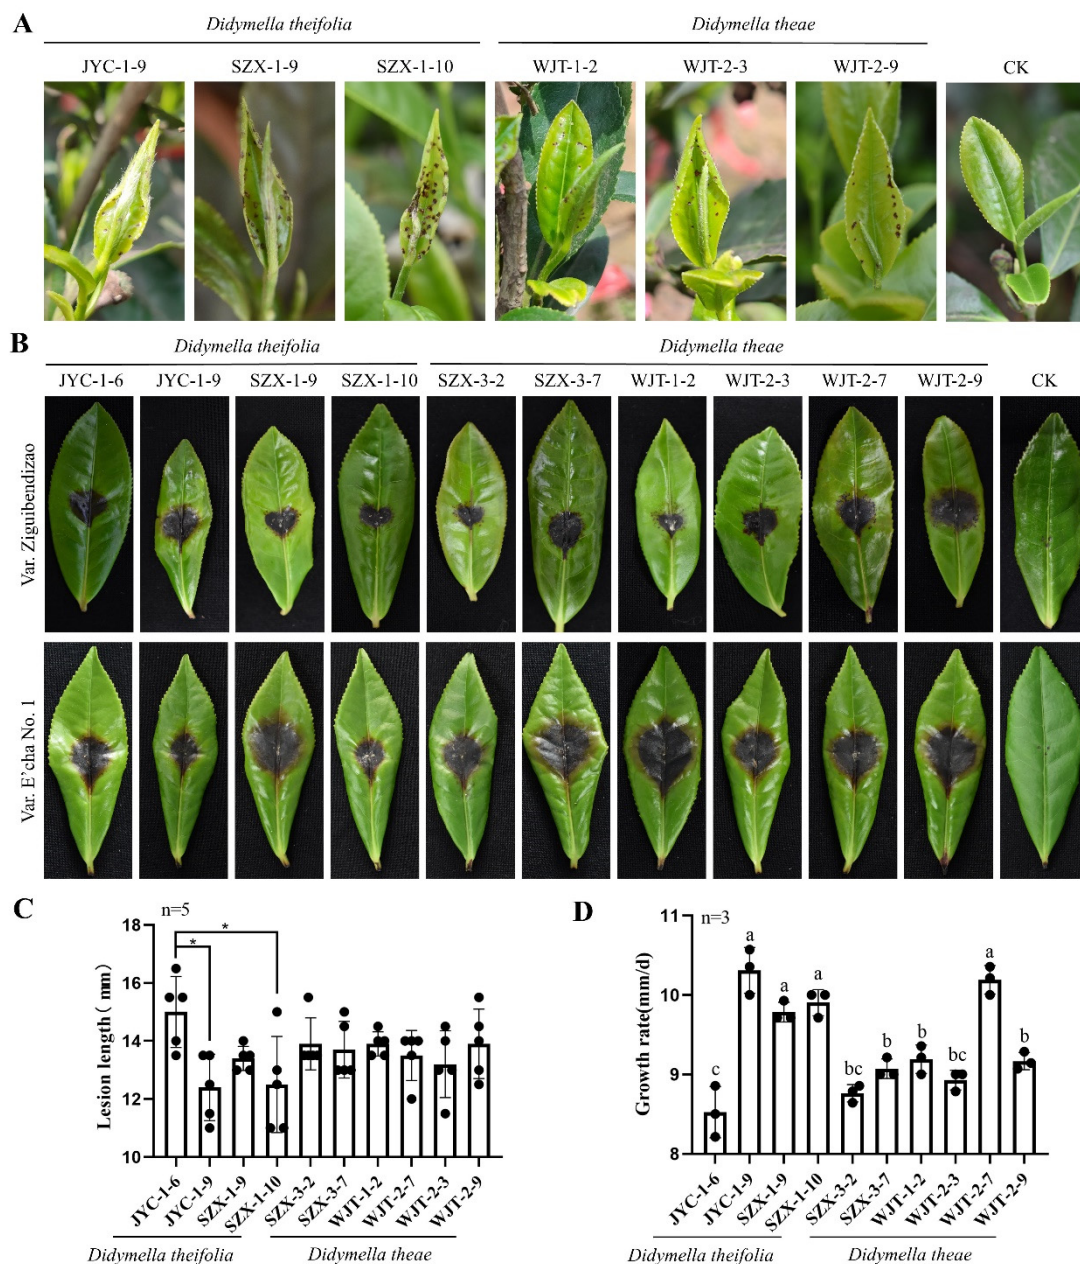 A
Didymella theifolia
Didymella theae
JYC-1-9
SZX-1-9
SZX-1-10
WJT-1-2
WJT-2-3
WJT-2-9
CK
B
Didymella theifolia
Didymella theae
JYC-1-6
JYC-1-9
SZX-1-9
SZX-1-10
SZX-3-2
SZX-3-7
WJT-1-2
WJT-2-3
WJT-2-7
WJT-2-9
CK
Var. Ziguibendizao
Var. E'cha No. 1
C
n=5
Lesion length( mm)
18
16
14
12
10
*
*
JYC-1-6
JYC-1-9
SZX-1-9
SZX-1-10
SZX-3-2
SZX-3-7
WJT-1-2
WJT-2-7
WJT-2-3
WJT-2-9
Didymella theifolia
Didymella theae
D
n=3
Growth rate(mm/d)
11
10
9
8
c
a
a
a
bc
b
b
bc
a
b
JYC-1-6
JYC-1-9
SZX-1-9
SZX-1-10
SZX-3-2
SZX-3-7
WJT-1-2
WJT-2-3
WJT-2-7
WJT-2-9
Didymella theifolia
Didymella theae